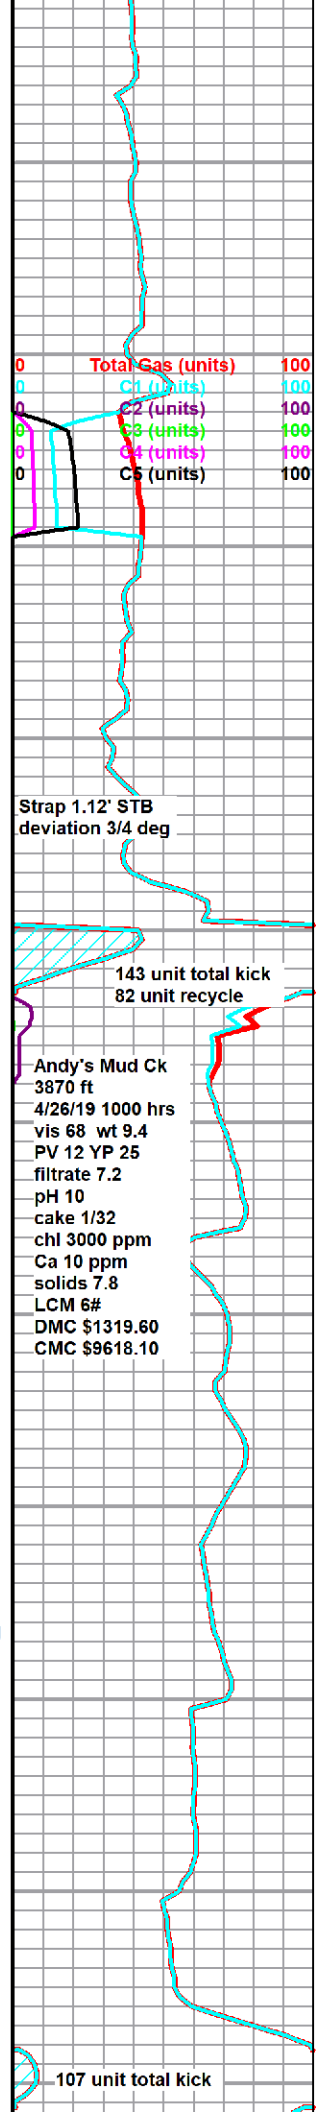 0 Total Gas (units) 100
0 C1 (units) 100
0 C2 (units) 100
0 C3 (units) 100
0 C4 (units) 100
0 C5 (units) 100
Strap 1.12' STB
deviation 3/4 deg
143 unit total kick
82 unit recycle
Andy's Mud Ck
3870 ft
4/26/19 1000 hrs
vis 68 wt 9.4
PV 12 YP 25
filtrate 7.2
pH 10
cake 1/32
chl 3000 ppm
Ca 10 ppm
solids 7.8
LCM 6#
DMC $1319.60
CMC $9618.10
107 unit total kick